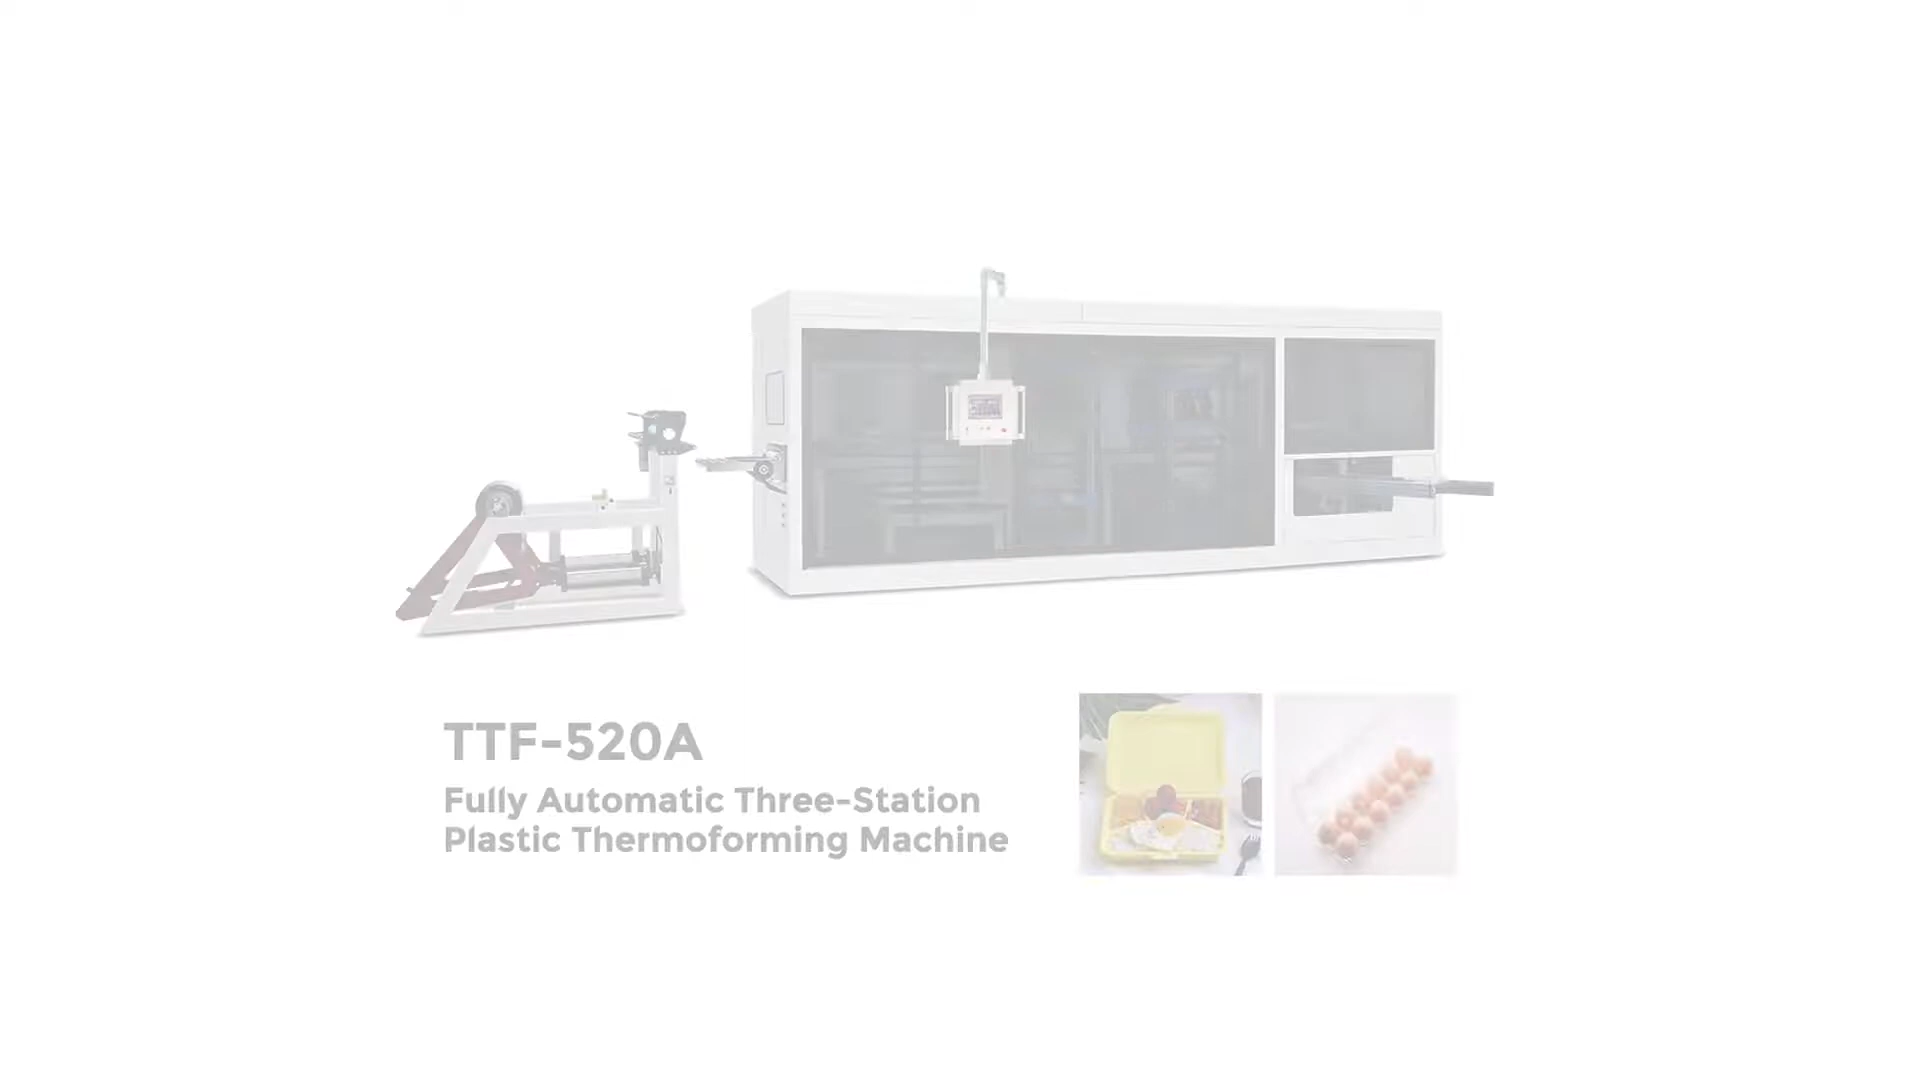 TTF-520A
Fully Automatic Three-Station
Plastic Thermoforming Machine